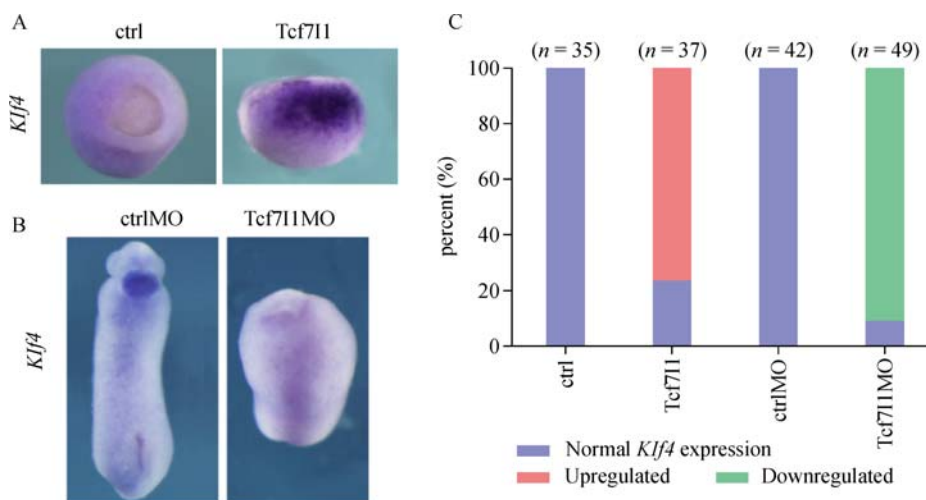 A
ctrl Tcf7l1
Klf4
B
ctrlMO Tcf7l1MO
Klf4
C
(n = 35) (n = 37) (n = 42) (n = 49)
percent (%)
100
80
60
40
20
0
ctrl Tcf7l1 ctrlMO Tcf7l1MO
Normal Klf4 expression
Upregulated Downregulated